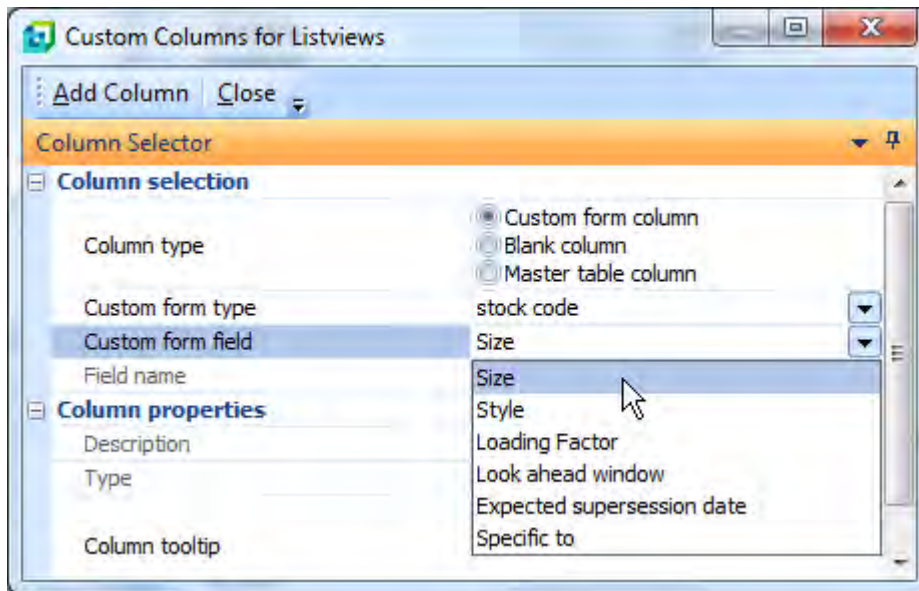 Custom Columns for Listviews
Add Column Close
Column Selector
Column selection
Column type
Custom form column
Blank column
Master table column
Custom form type stock code
Custom form field Size
Field name
Size
Style
Loading Factor
Look ahead window
Expected supersession date
Specific to
Column properties
Description
Type
Column tooltip